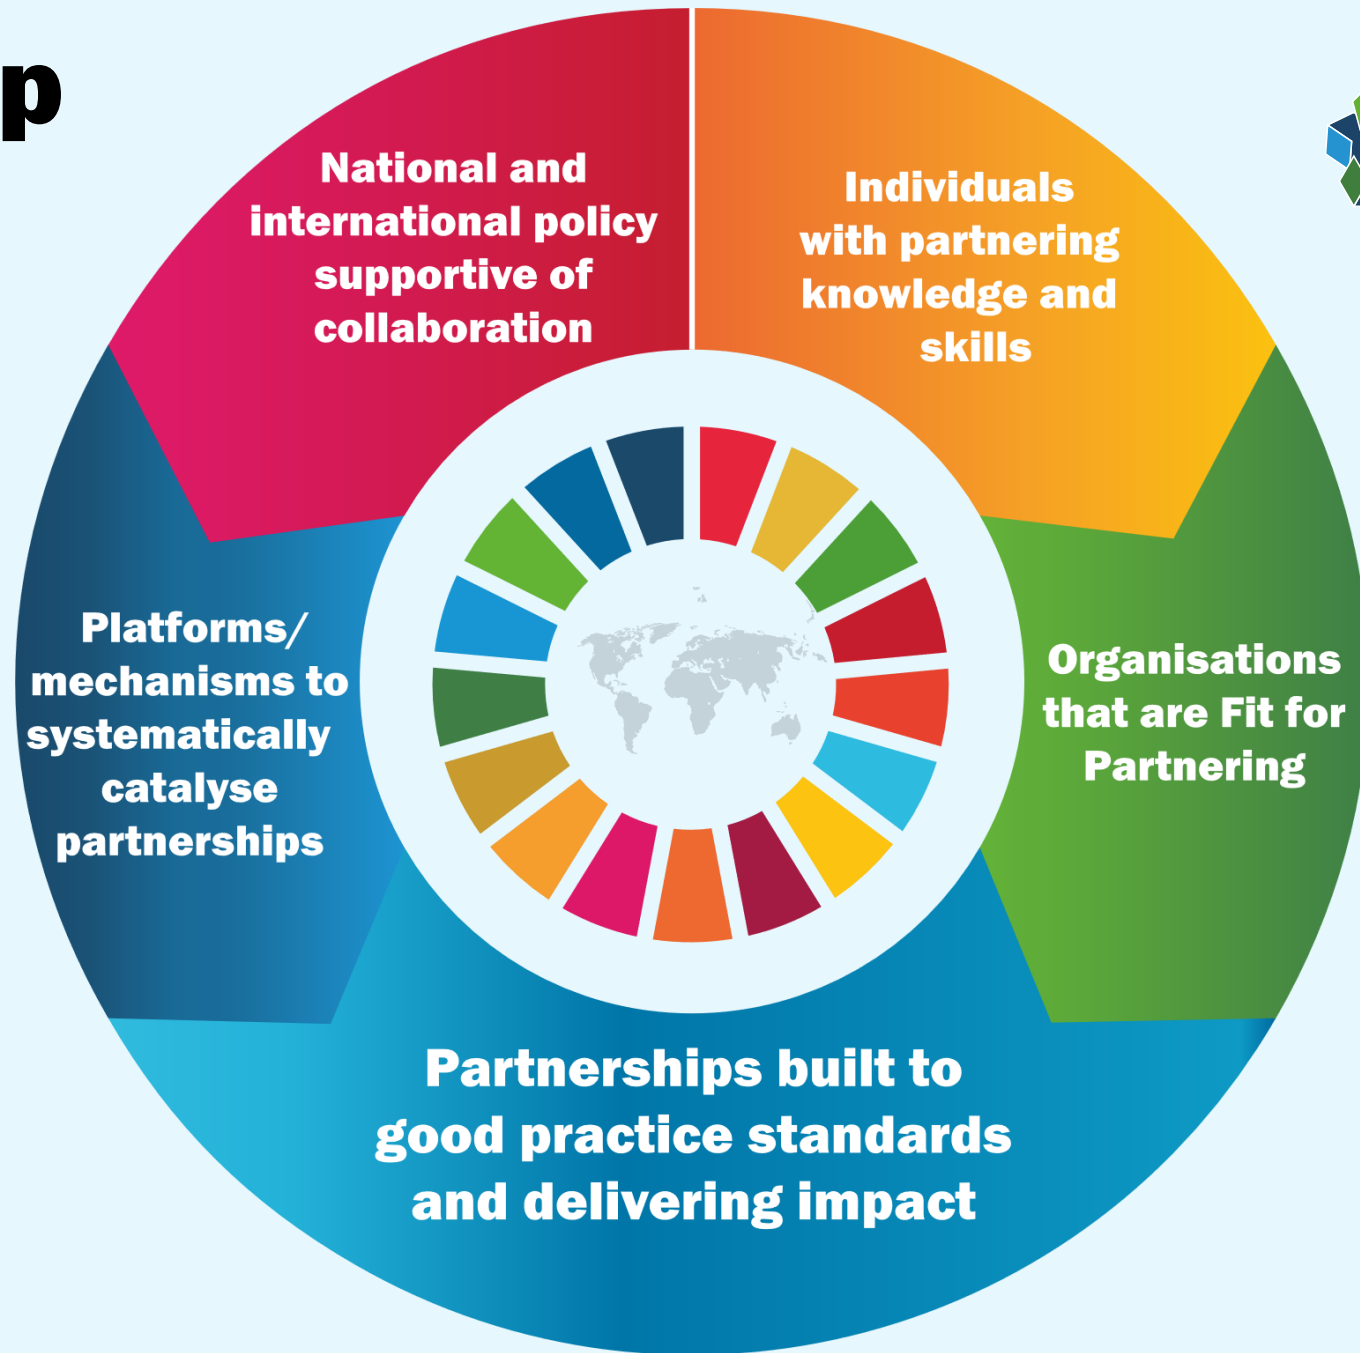 p
National and
international policy
supportive of
collaboration
Individuals
with partnering
knowledge and
skills
Organisations
that are Fit for
Partnering
Partnerships built to
good practice standards
and delivering impact
Platforms/
mechanisms to
systematically
catalyse
partnerships